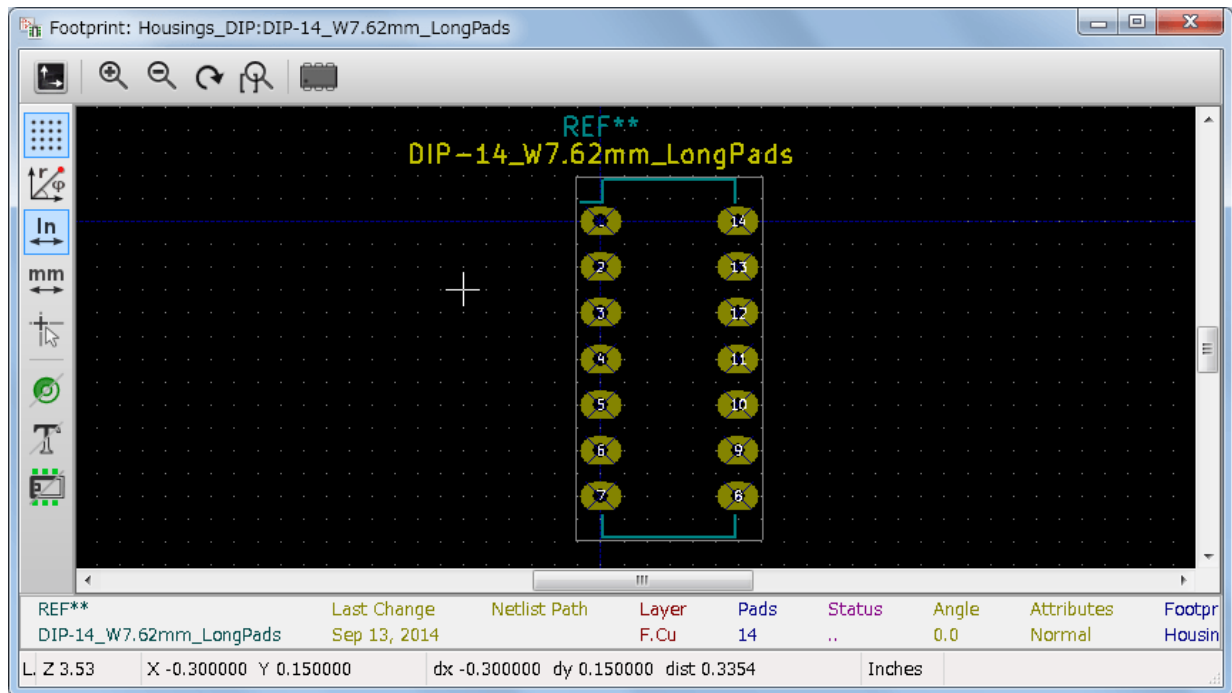 Footprint: Housings_DIP:DIP-14_W7.62mm_LongPads
In
mm
REF**
DIP-14_W7.62mm_LongPads
1 14
2 13
3 12
4 11
5 10
6 9
7 8
REF** Last Change Netlist Path Layer Pads Status Angle Attributes Footpr
DIP-14_W7.62mm_LongPads Sep 13, 2014 F.Cu 14 .. 0.0 Normal Housin
L. Z 3.53 X -0.300000 Y 0.150000 dx -0.300000 dy 0.150000 dist 0.3354 Inches